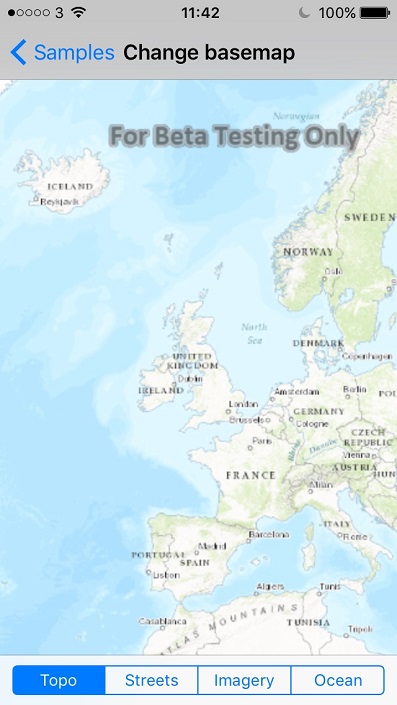 3 11:42 100%
Samples Change basemap
Norwegian
For Beta Testing Only
ICELAND
Reykjavik
SWEDEN
NORWAY
Oslo
North
Sea
DENMARK
Copenhagen
UNITED
KINGDOM
Dublin
IRELAND
London
Amsterdam
Berlin
POL
Brussels
GERMANY
Cologne
Paris
Rhine
Danube
CZECH
REPUBLIC
Vienna
AUSTRIA
HUN
FRANCE
Milan
ITALY
Rome
Barcelona
PORTUGAL
Madrid
SPAIN
Lisbon
Algiers
Tunis
Casablanca
ATLAS MOUNTAINS
TUNISIA
Tripoli
Topo Streets Imagery Ocean